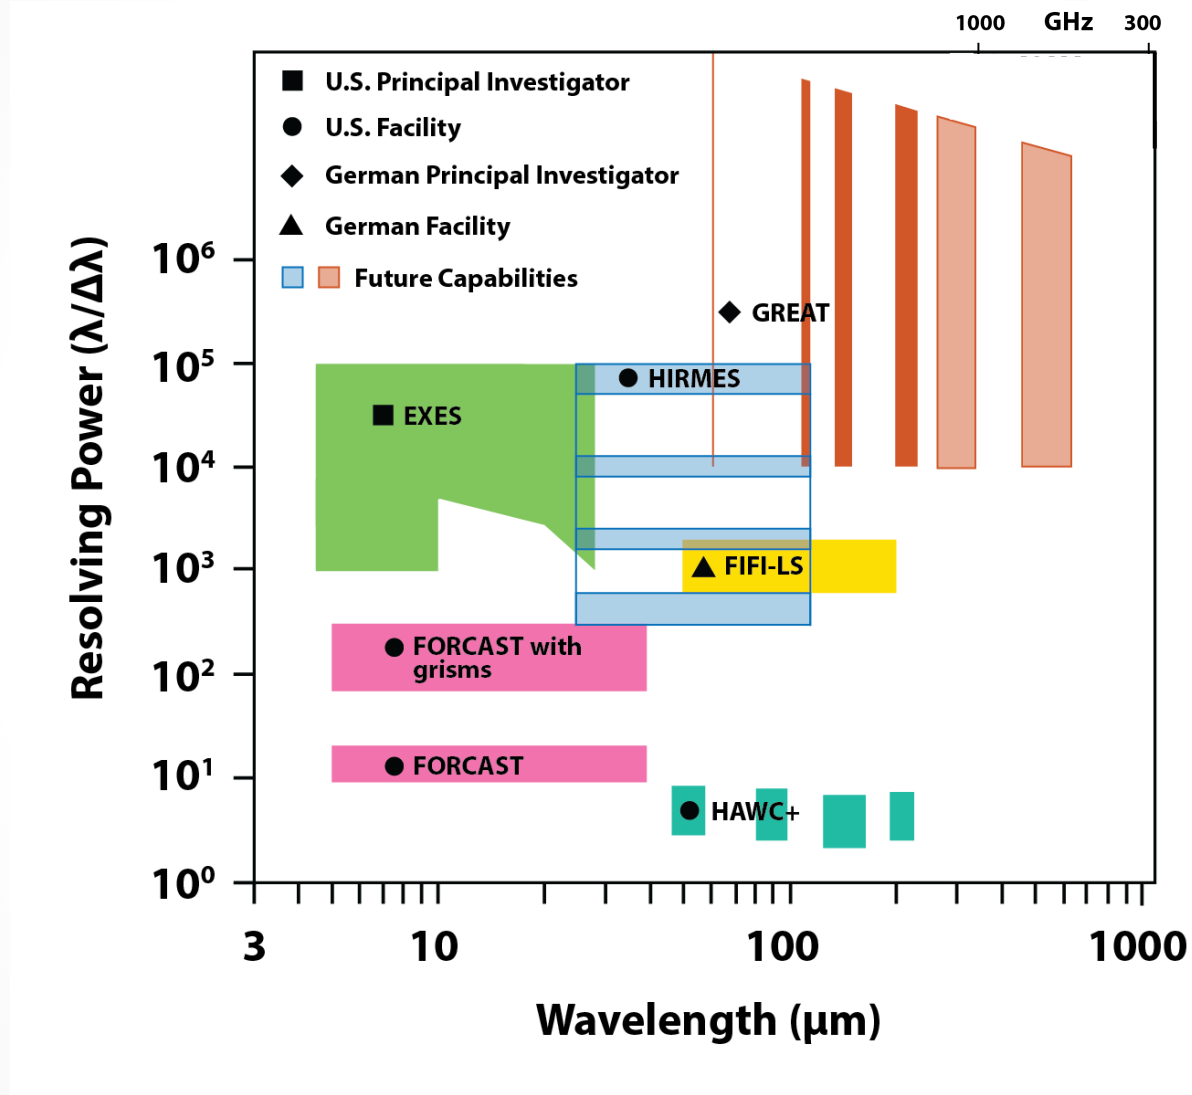 1000 GHz 300
U.S. Principal Investigator
U.S. Facility
German Principal Investigator
German Facility
Future Capabilities
Resolving Power (λ/Δλ)
10⁶
10⁵
10⁴
10³
10²
10¹
10⁰
GREAT
HIRMES
EXES
FIFI-LS
FORCAST with
grisms
FORCAST
HAWC+
3 10 100 1000
Wavelength (μm)